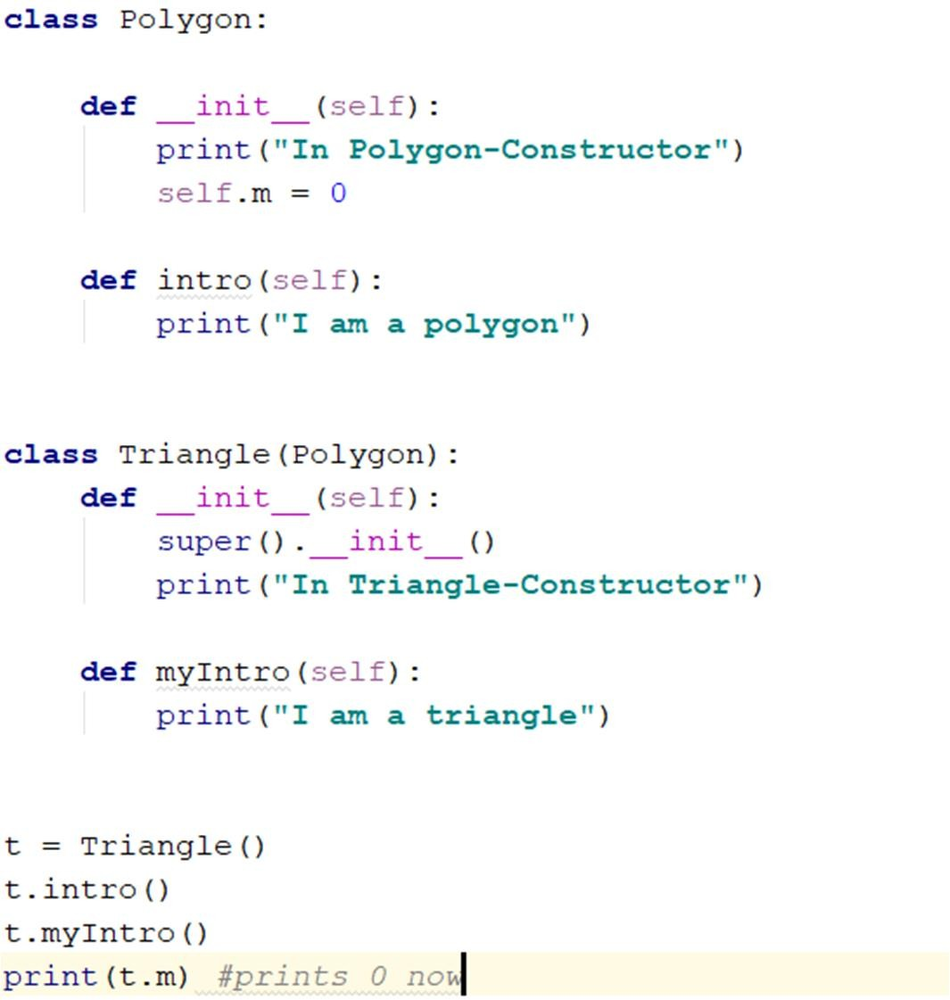 class Polygon:
def __init__(self):
print("In Polygon-Constructor")
self.m = 0
def intro(self):
print("I am a polygon")
class Triangle(Polygon):
def __init__(self):
super().__init__()
print("In Triangle-Constructor")
def myIntro(self):
print("I am a triangle")
t = Triangle()
t.intro()
t.myIntro()
print(t.m) #prints 0 now